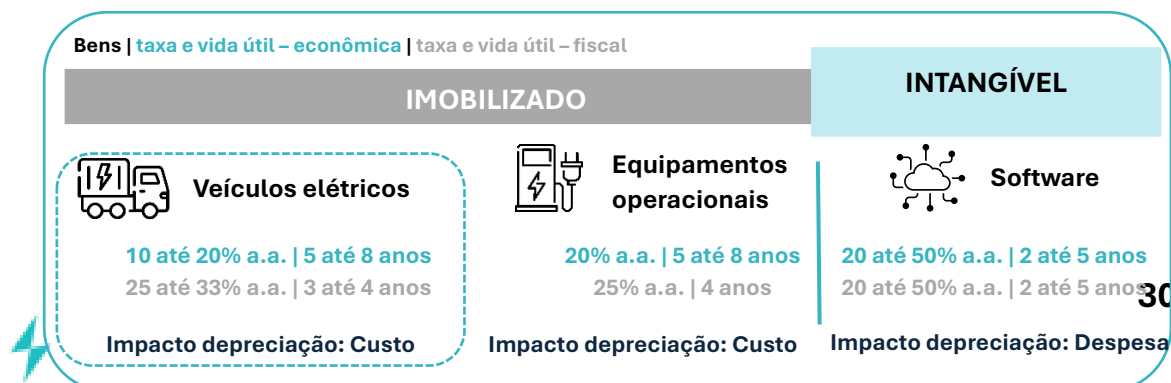 Bens | taxa e vida útil – econômica | taxa e vida útil – fiscal
IMOBILIZADO
INTANGÍVEL
Veículos elétricos
10 até 20% a.a. | 5 até 8 anos
25 até 33% a.a. | 3 até 4 anos
Impacto depreciação: Custo
Equipamentos
operacionais
20% a.a. | 5 até 8 anos
25% a.a. | 4 anos
Impacto depreciação: Custo
Software
20 até 50% a.a. | 2 até 5 anos
20 até 50% a.a. | 2 até 5 anos
Impacto depreciação: Despesa
30